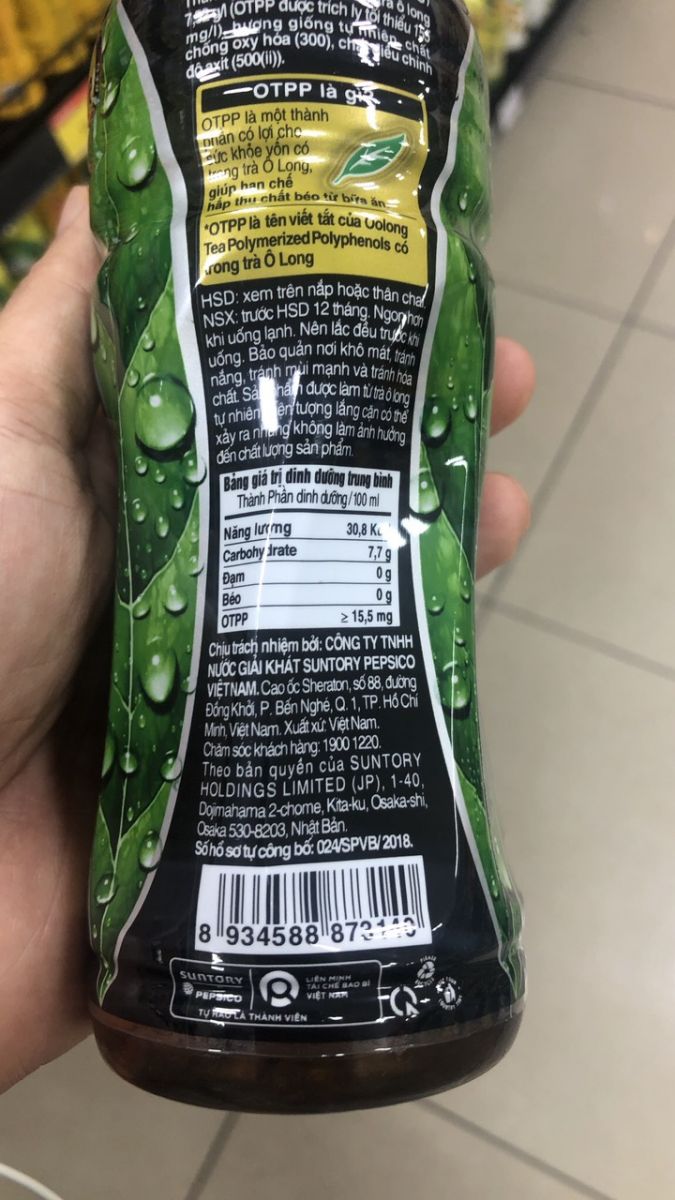 (OTPP được trích ly tối thiểu
mg/l), hương giống tự nhiên, chất
chống oxy hóa (300), chất điều chỉnh
độ axit (500(ii)).
OTPP là gì?
OTPP là một thành
phần có lợi cho
sức khỏe vốn có
trong trà Ô Long,
giúp hạn chế
hấp thu chất béo từ bữa ăn
*OTPP là tên viết tắt của Oolong
Tea Polymerized Polyphenols có
trong trà Ô Long
HSD: xem trên nắp hoặc thân chai.
NSX: trước HSD 12 tháng. Ngon hơn
khi uống lạnh. Nên lắc đều trước khi
uống. Bảo quản nơi khô mát, tránh
nắng, tránh mùi mạnh và tránh hóa
chất. Sản phẩm được làm từ trà ô long
tự nhiên nên tượng lắng cặn có thể
xảy ra nhưng không làm ảnh hưởng
đến chất lượng sản phẩm.
Bảng giá trị dinh dưỡng trung bình
Thành Phần dinh dưỡng/100 ml
Năng lượng 30,8
Carbohydrate 7,7 g
Đạm 0 g
Béo 0 g
OTPP ≥ 15,5 mg
Chịu trách nhiệm bởi: CÔNG TY TNHH
NƯỚC GIẢI KHÁT SUNTORY PEPSICO
VIỆT NAM. Cao ốc Sheraton, số 88, đường
Đồng Khởi, P. Bến Nghé, Q. 1, TP. Hồ Chí
Minh, Việt Nam. Xuất xứ: Việt Nam.
Chăm sóc khách hàng: 1900 1220.
Theo bản quyền của SUNTORY
HOLDINGS LIMITED (JP), 1-40,
Dojimahama 2-chome, Kita-ku, Osaka-shi,
Osaka 530-8203, Nhật Bản.
Số hồ sơ tự công bố: 024/SPVB/2018.
8 934588 873140
SUNTORY
PEPSICO
LIÊN MINH
TÁI CHẾ BAO BÌ
VIỆT NAM
TỰ HÀO LÀ THÀNH VIÊN